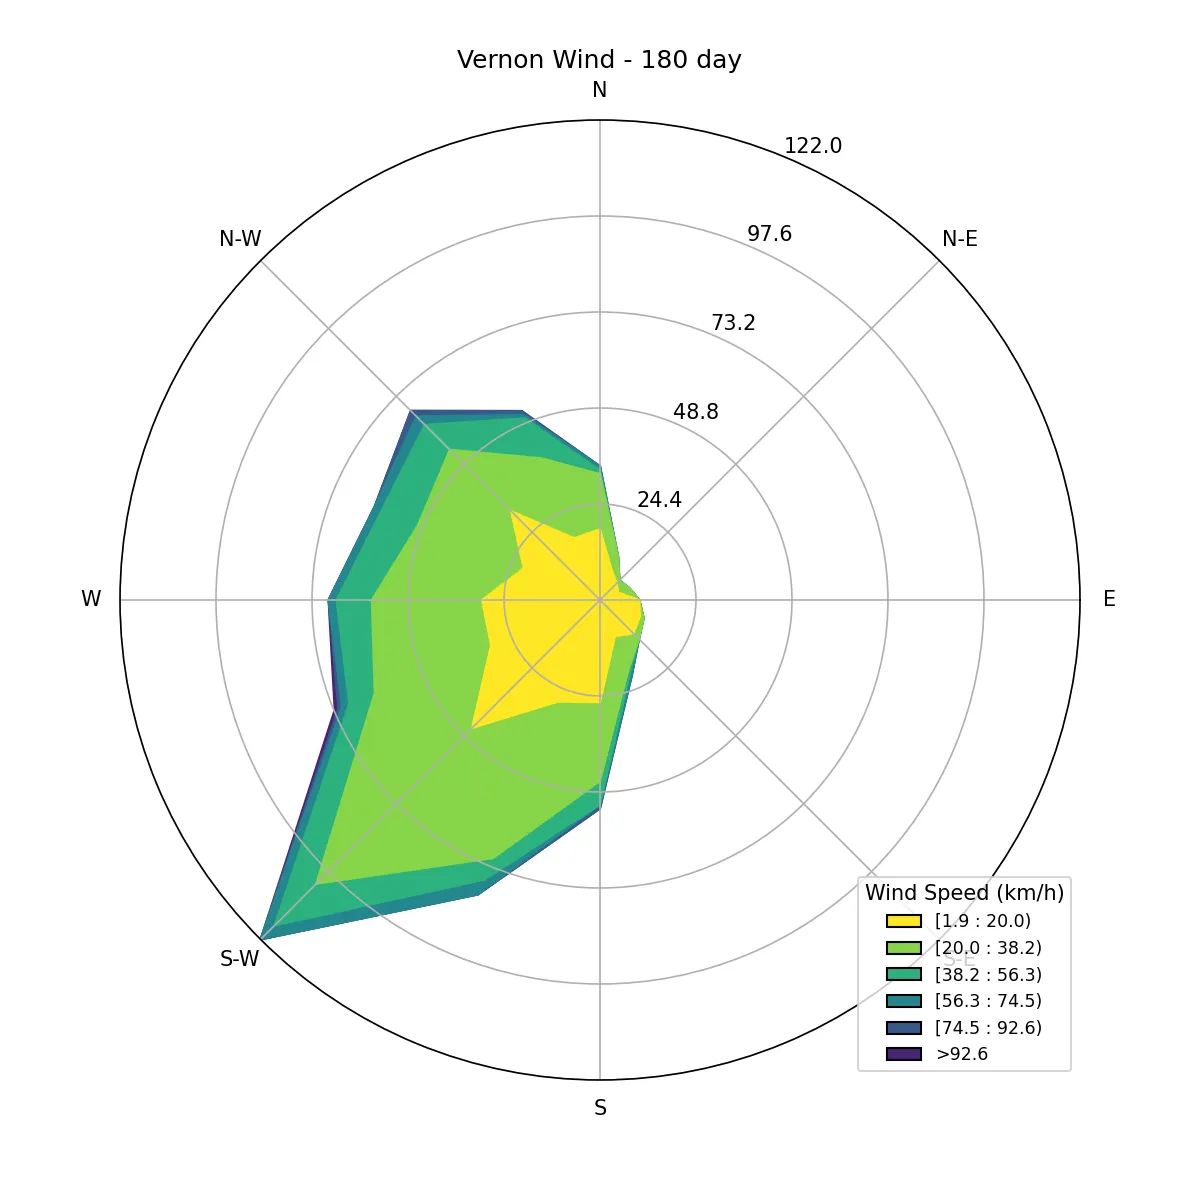 Vernon Wind - 180 day
N
122.0
97.6
N-W
N-E
73.2
48.8
24.4
W
E
Wind Speed (km/h)
[1.9 : 20.0)
[20.0 : 38.2)
S-W
S-E
[38.2 : 56.3)
[56.3 : 74.5)
[74.5 : 92.6)
>92.6
S